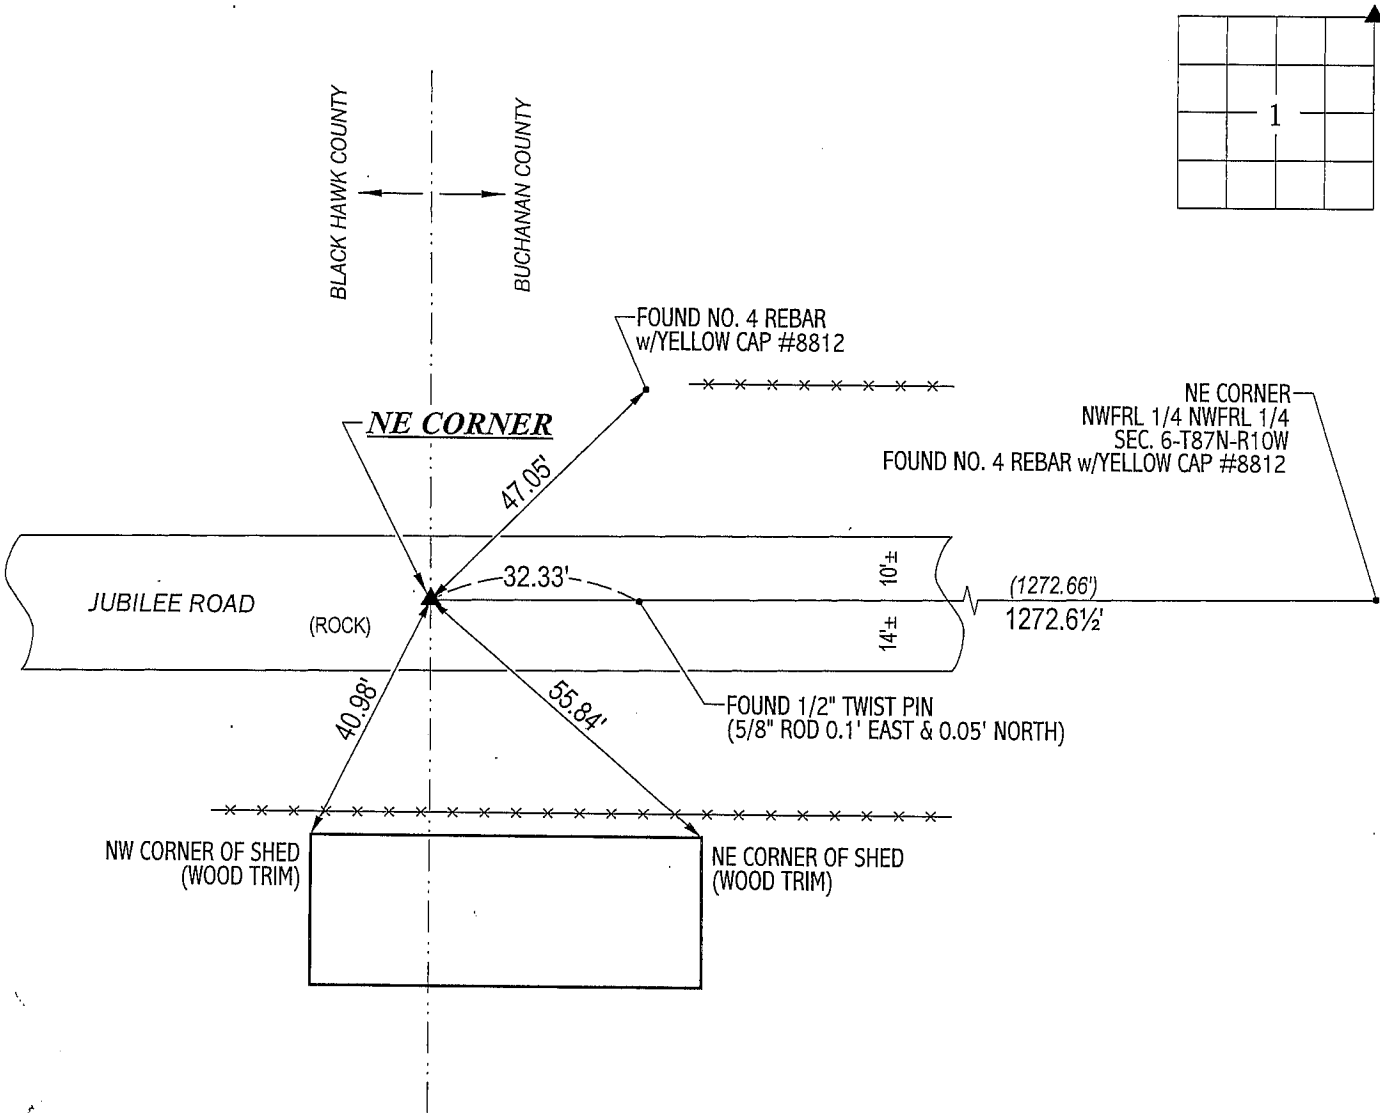 1
BLACK HAWK COUNTY
BUCHANAN COUNTY
FOUND NO. 4 REBAR
w/YELLOW CAP #8812
NE CORNER
NWFRL 1/4 NWFRL 1/4
SEC. 6-T87N-R10W
FOUND NO. 4 REBAR w/YELLOW CAP #8812
NE CORNER
47.05'
32.33'
10'±
(1272.66')
1272.6½'
JUBILEE ROAD
(ROCK)
14'±
40.98'
55.84'
FOUND 1/2" TWIST PIN
(5/8" ROD 0.1' EAST & 0.05' NORTH)
NW CORNER OF SHED
(WOOD TRIM)
NE CORNER OF SHED
(WOOD TRIM)